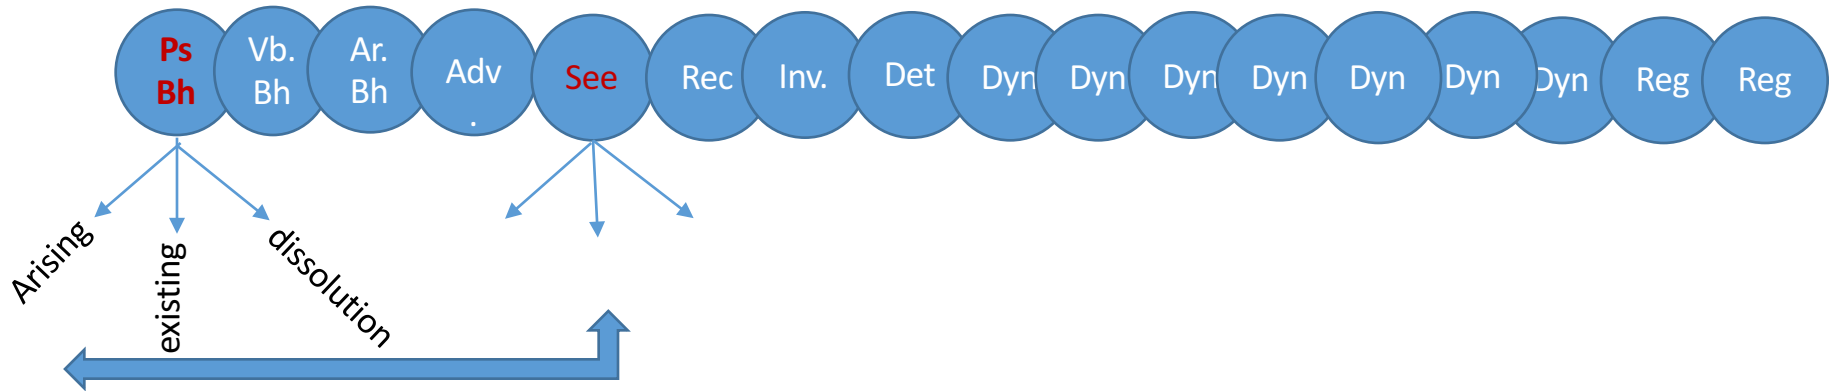 Ps
Bh
Vb.
Bh
Ar.
Bh
Adv
.
See
Rec
Inv.
Det
Dyn
Dyn
Dyn
Dyn
Dyn
Dyn
Dyn
Reg
Reg
Arising
existing
dissolution